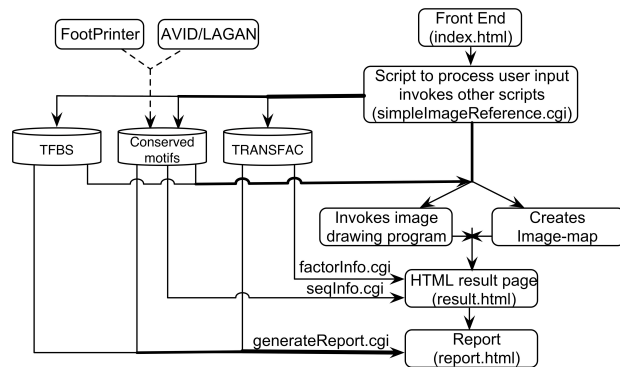 FootPrinter
AVID/LAGAN
Front End
(index.html)
Script to process user input
invokes other scripts
(simpleImageReference.cgi)
TFBS
Conserved
motifs
TRANSFAC
Invokes image
drawing program
Creates
Image-map
factorInfo.cgi
seqInfo.cgi
HTML result page
(result.html)
generateReport.cgi
Report
(report.html)